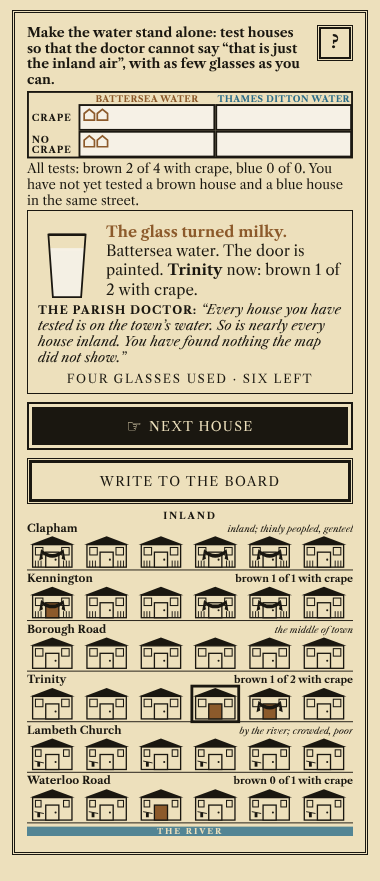 Make the water stand alone: test houses
so that the doctor cannot say “that is just
the inland air”, with as few glasses as you
can.
?
BATTERSEA WATER THAMES DITTON WATER
CRAPE
NO
CRAPE
All tests: brown 2 of 4 with crape, blue 0 of 0. You
have not yet tested a brown house and a blue house
in the same street.
The glass turned milky.
Battersea water. The door is
painted. Trinity now: brown 1 of
2 with crape.
THE PARISH DOCTOR: “Every house you have
tested is on the town’s water. So is nearly every
house inland. You have found nothing the map
did not show.”
FOUR GLASSES USED · SIX LEFT
☞ NEXT HOUSE
WRITE TO THE BOARD
INLAND
Clapham inland; thinly peopled, genteel
Kennington brown 1 of 1 with crape
Borough Road the middle of town
Trinity brown 1 of 2 with crape
Lambeth Church by the river; crowded, poor
Waterloo Road brown 0 of 1 with crape
THE RIVER